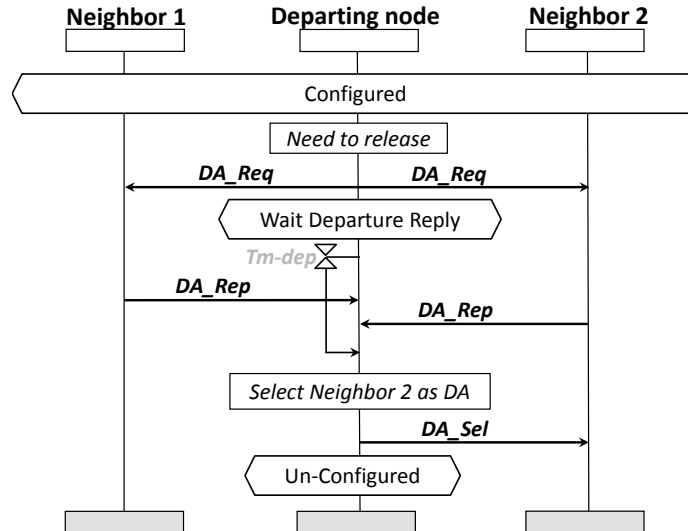 Neighbor 1 Departing node Neighbor 2
Configured
Need to release
DA_Req DA_Req
Wait Departure Reply
Tm-dep
DA_Rep
DA_Rep
Select Neighbor 2 as DA
DA_Sel
Un-Configured